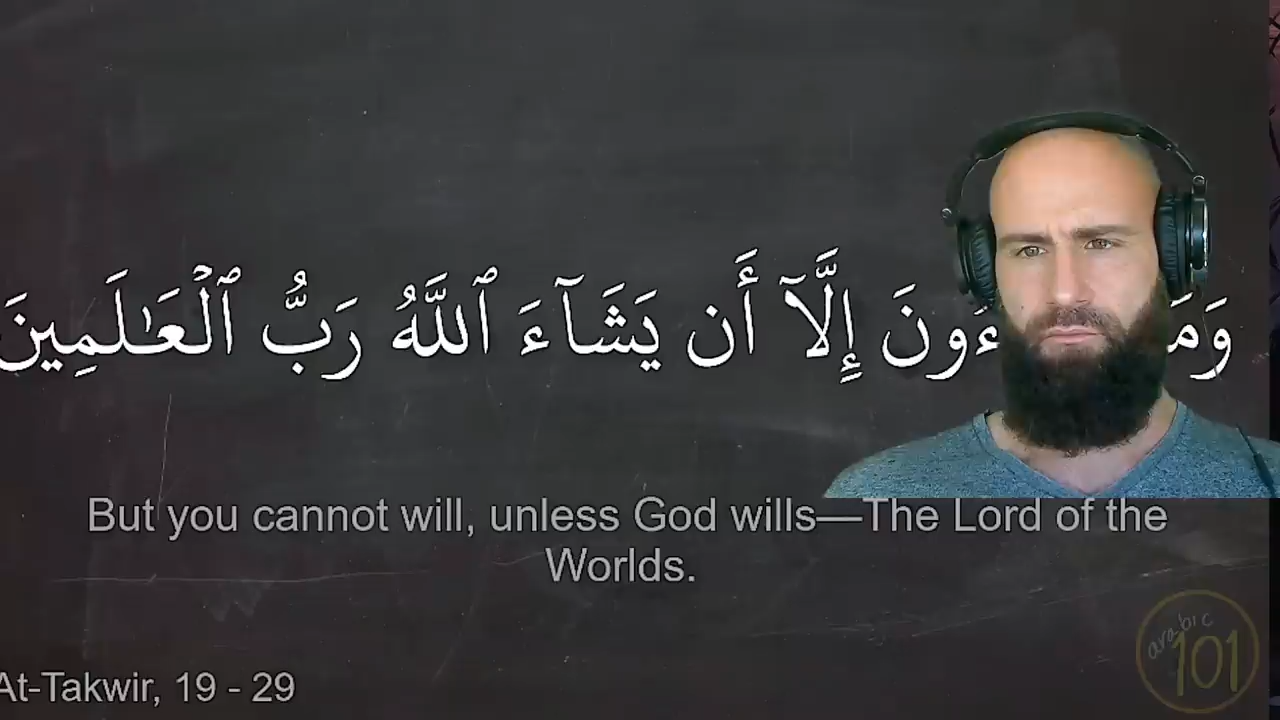 وَمَا ءُونَ إِلَّآ أَن يَشَآءَ ٱللَّهُ رَبُّ ٱلْعَـٰلَمِينَ
But you cannot will, unless God wills—The Lord of the
Worlds.
arabic
101
At-Takwir, 19 - 29